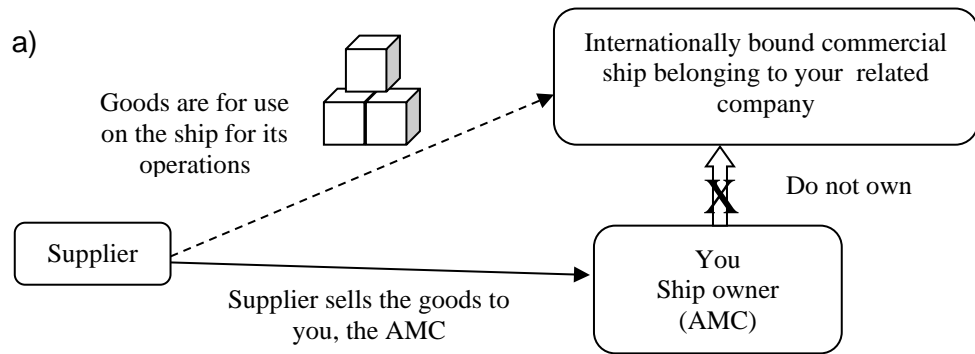 a)
Internationally bound commercial
ship belonging to your related
company
Goods are for use
on the ship for its
operations
X
Do not own
Supplier
You
Ship owner
(AMC)
Supplier sells the goods to
you, the AMC